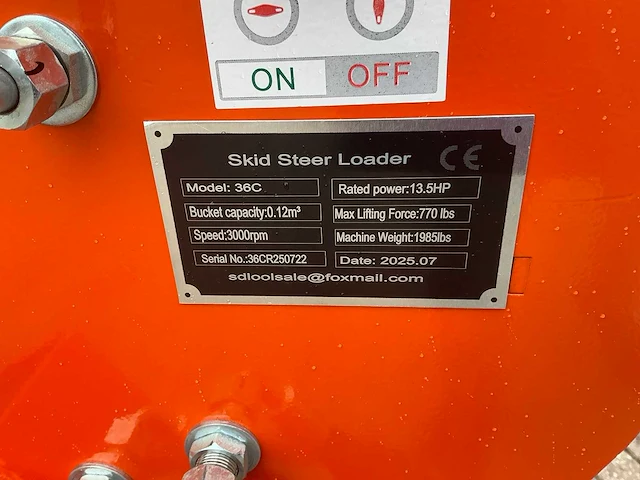 ON OFF
Skid Steer Loader CE
Model: 36C Rated power:13.5HP
Bucket capacity:0.12m³ Max Lifting Force:770 lbs
Speed:3000rpm Machine Weight:1985lbs
Serial No.:36CR250722 Date: 2025.07
sdloolsale@foxmail.com